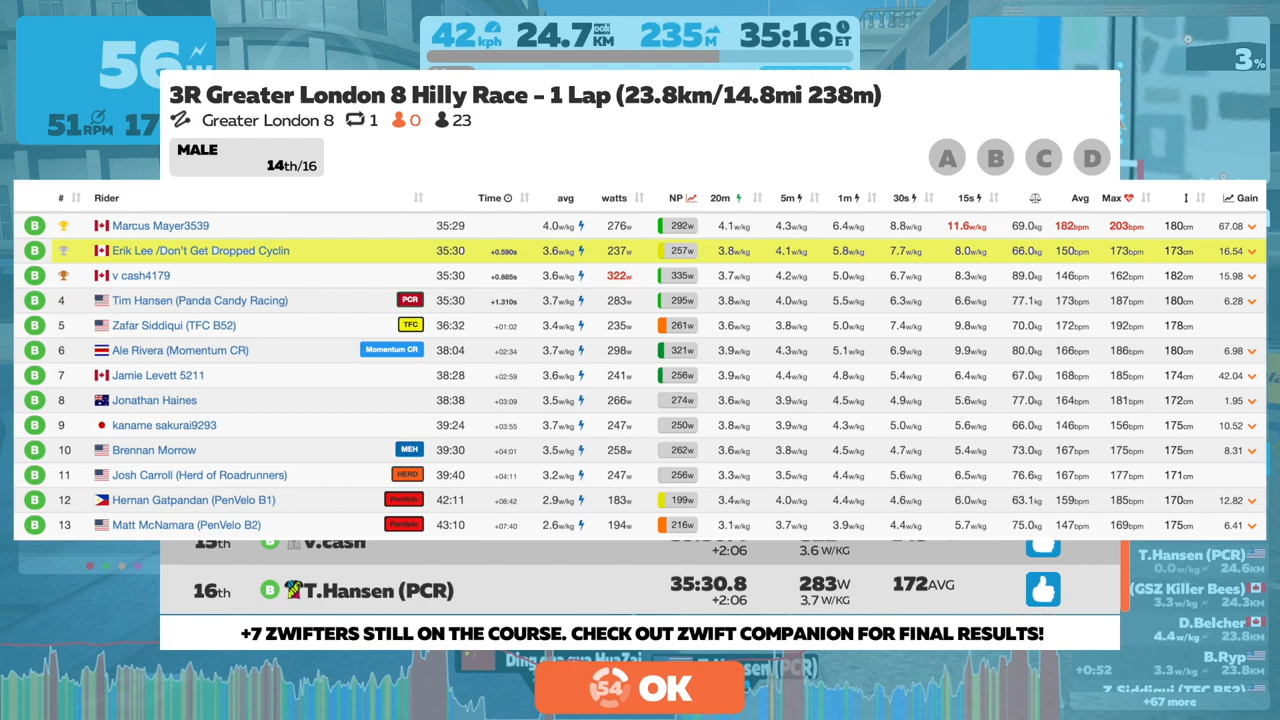 56w
51RPM 17
42kph 24.7KM 235M 35:16 ET
3%
3R Greater London 8 Hilly Race – 1 Lap (23.8km/14.8mi 238m)
Greater London 8 1 0 23
MALE
14th/16
A B C D
# Rider Time avg watts NP 20m 5m 1m 30s 15s Avg Max Gain
B Marcus Mayer3539 35:29 4.0w/kg 276w 292w 4.1w/kg 4.3w/kg 6.4w/kg 8.8w/kg 11.6w/kg 69.0kg 182bpm 203bpm 180cm 67.08
B Erik Lee /Don't Get Dropped Cyclin 35:30 +0.590s 3.6w/kg 237w 257w 3.8w/kg 4.1w/kg 5.8w/kg 7.7w/kg 8.0w/kg 66.0kg 150bpm 173bpm 173cm 16.54
B v cash4179 35:30 +0.885s 3.6w/kg 322w 335w 3.7w/kg 4.2w/kg 5.0w/kg 6.7w/kg 8.3w/kg 89.0kg 146bpm 162bpm 182cm 15.98
B 4 Tim Hansen (Panda Candy Racing) PCR 35:30 +1.310s 3.7w/kg 283w 295w 3.8w/kg 4.0w/kg 5.5w/kg 6.3w/kg 6.6w/kg 77.1kg 173bpm 187bpm 180cm 6.28
B 5 Zafar Siddiqui (TFC B52) TFC 36:32 +01:02 3.4w/kg 235w 261w 3.6w/kg 3.8w/kg 5.0w/kg 7.4w/kg 9.8w/kg 70.0kg 172bpm 192bpm 178cm
B 6 Ale Rivera (Momentum CR) Momentum CR 38:04 +02:34 3.7w/kg 298w 321w 3.9w/kg 4.3w/kg 5.1w/kg 6.9w/kg 9.9w/kg 80.0kg 166bpm 186bpm 180cm 6.98
B 7 Jamie Levett 5211 38:28 +02:59 3.6w/kg 241w 256w 3.9w/kg 4.4w/kg 4.8w/kg 5.4w/kg 6.4w/kg 67.0kg 168bpm 185bpm 174cm 42.04
B 8 Jonathan Haines 38:38 +03:09 3.5w/kg 266w 274w 3.6w/kg 3.9w/kg 4.5w/kg 4.9w/kg 5.6w/kg 77.0kg 164bpm 181bpm 172cm 1.95
B 9 kaname sakurai9293 39:24 +03:55 3.7w/kg 247w 250w 3.8w/kg 3.9w/kg 4.3w/kg 5.0w/kg 5.6w/kg 66.0kg 146bpm 156bpm 175cm 10.52
B 10 Brennan Morrow MEH 39:30 +04:01 3.5w/kg 258w 262w 3.6w/kg 3.8w/kg 4.5w/kg 4.7w/kg 5.4w/kg 73.0kg 167bpm 177bpm 175cm 8.31
B 11 Josh Carroll (Herd of Roadrunners) HERD 39:40 +04:11 3.2w/kg 247w 256w 3.3w/kg 3.5w/kg 4.4w/kg 5.6w/kg 6.5w/kg 76.6kg 167bpm 177bpm 171cm
B 12 Hernan Gatpandan (PenVelo B1) PenVelo 42:11 +06:42 2.9w/kg 183w 199w 3.4w/kg 4.0w/kg 4.4w/kg 4.6w/kg 6.0w/kg 63.1kg 159bpm 185bpm 170cm 12.82
B 13 Matt McNamara (PenVelo B2) PenVelo 43:10 +07:40 2.6w/kg 194w 216w 3.1w/kg 3.7w/kg 3.9w/kg 4.4w/kg 5.7w/kg 75.0kg 147bpm 169bpm 175cm 6.41
15th B v.cash
+2:06 3.6 W/KG
16th B T.Hansen (PCR) 35:30.8 283W 172AVG
+2:06 3.7 W/KG
+7 ZWIFTERS STILL ON THE COURSE. CHECK OUT ZWIFT COMPANION FOR FINAL RESULTS!
T.Hansen (PCR)
0.0w/kg 24.6KM
(GSZ Killer Bees)
3.3w/kg 24.3KM
D.Belcher
4.4w/kg 23.8KM
B.Ryp
+0:52 3.3w/kg 23.8KM
Z.Siddiqui (TFC B52)
+67 more
Hansen (PCR)
54 OK